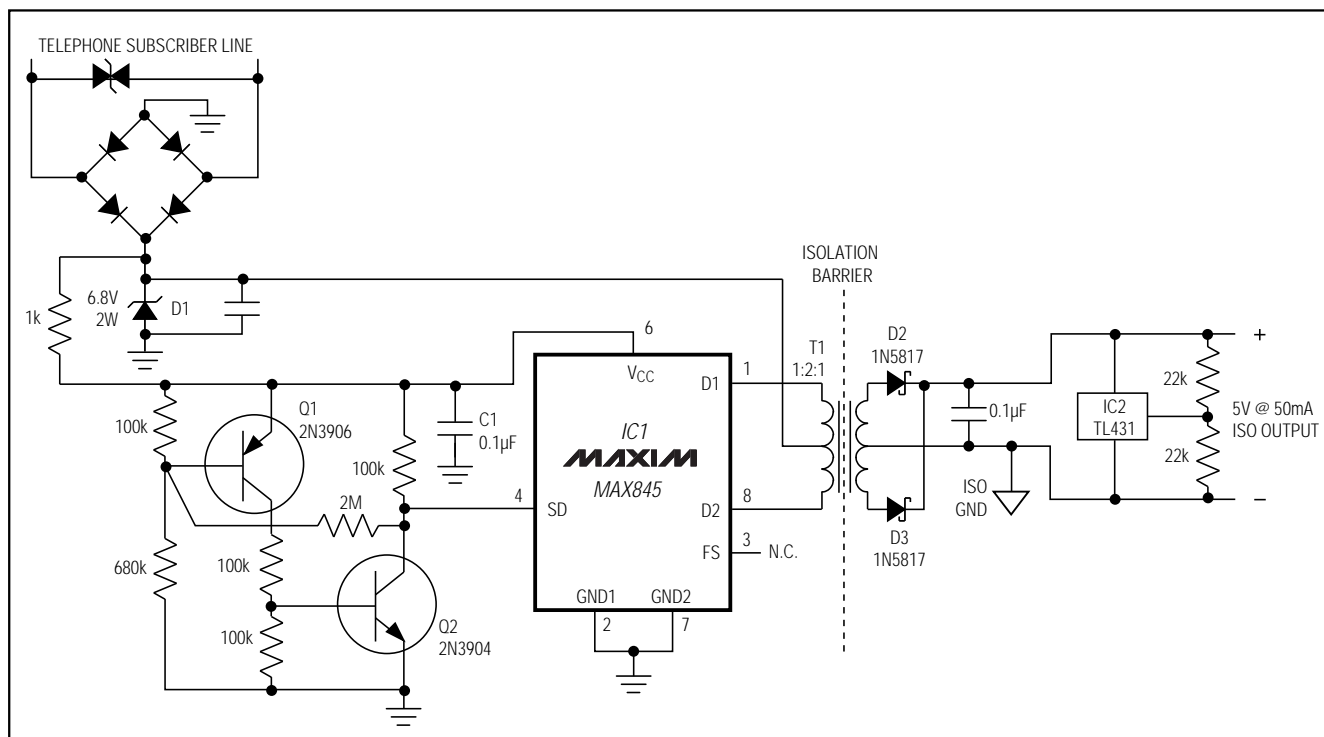 TELEPHONE SUBSCRIBER LINE
1k
6.8V
2W
D1
ISOLATION
BARRIER
T1
1:2:1
D2
1N5817
6
VCC
D1
1
100k
Q1
2N3906
100k
C1
0.1µF
IC1
MAXIM
MAX845
4
SD
D2
8
FS
3
N.C.
GND1
GND2
2
7
2M
680k
100k
100k
Q2
2N3904
0.1µF
ISO
GND
D3
1N5817
IC2
TL431
22k
22k
+
5V @ 50mA
ISO OUTPUT
–